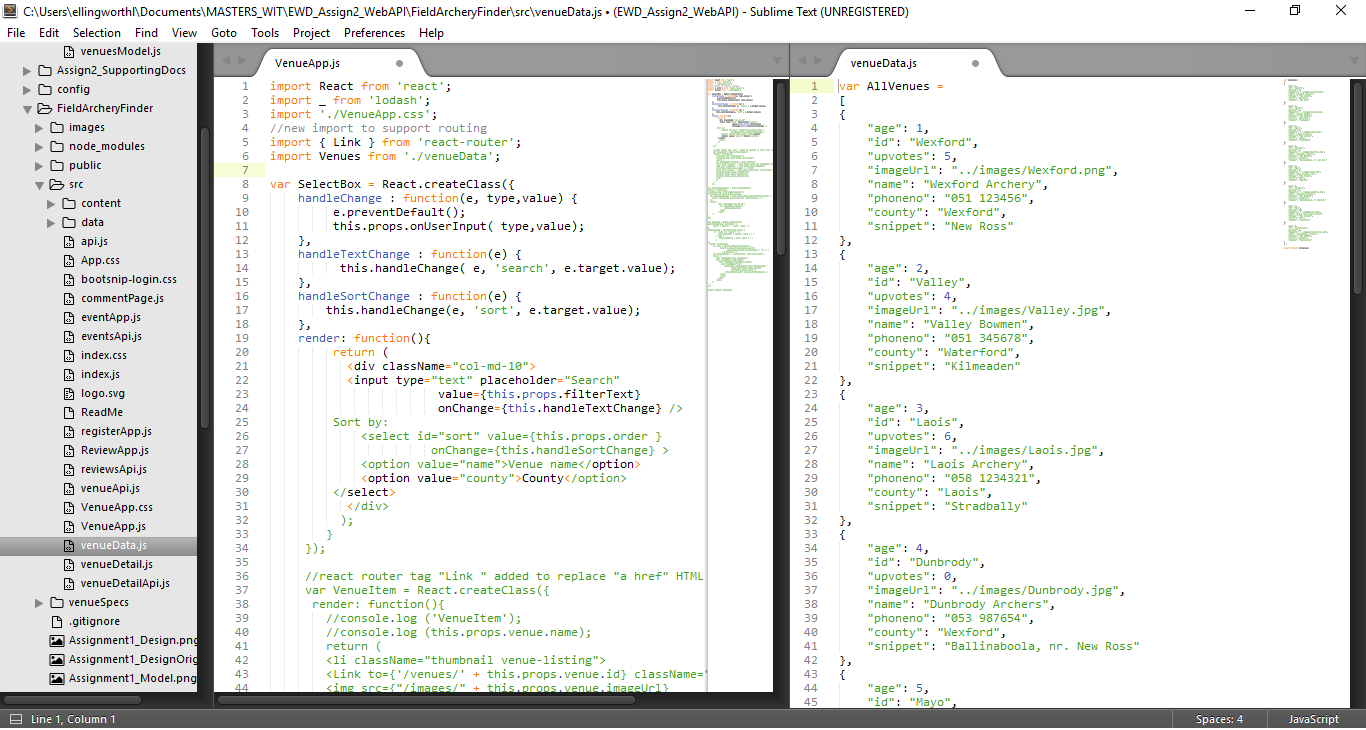 C:\Users\ellingworthl\Documents\MASTERS_WIT\EWD_Assign2_WebAPI\FieldArcheryFinder\src\venueData.js • (EWD_Assign2_WebAPI) - Sublime Text (UNREGISTERED)
File Edit Selection Find View Goto Tools Project Preferences Help
venuesModel.js
Assign2_SupportingDocs
config
FieldArcheryFinder
images
node_modules
public
src
content
data
api.js
App.css
bootsnip-login.css
commentPage.js
eventApp.js
eventsApi.js
index.css
index.js
logo.svg
ReadMe
registerApp.js
ReviewApp.js
reviewsApi.js
venueApi.js
VenueApp.css
VenueApp.js
venueData.js
venueDetail.js
venueDetailApi.js
venueSpecs
.gitignore
Assignment1_Design.png
Assignment1_DesignOrig
Assignment1_Model.png
VenueApp.js
1 import React from 'react';
2 import _ from 'lodash';
3 import './VenueApp.css';
4 //new import to support routing
5 import { Link } from 'react-router';
6 import Venues from './venueData';
7
8 var SelectBox = React.createClass({
9 handleChange : function(e, type,value) {
10 e.preventDefault();
11 this.props.onUserInput( type,value);
12 },
13 handleTextChange : function(e) {
14 this.handleChange( e, 'search', e.target.value);
15 },
16 handleSortChange : function(e) {
17 this.handleChange(e, 'sort', e.target.value);
18 },
19 render: function(){
20 return (
21 <div className="col-md-10">
22 <input type="text" placeholder="Search"
23 value={this.props.filterText}
24 onChange={this.handleTextChange} />
25 Sort by:
26 <select id="sort" value={this.props.order }
27 onChange={this.handleSortChange} >
28 <option value="name">Venue name</option>
29 <option value="county">County</option>
30 </select>
31 </div>
32 );
33 }
34 });
35
36 //react router tag "Link " added to replace "a href" HTML
37 var VenueItem = React.createClass({
38 render: function(){
39 //console.log ('VenueItem');
40 //console.log (this.props.venue.name);
41 return (
42 <li className="thumbnail venue-listing">
43 <Link to={'/venues/' + this.props.venue.id} className='
44 <img src={"/images/" + this.props.venue.imageUrl}
venueData.js
1 var AllVenues =
2 [
3 {
4 "age": 1,
5 "id": "Wexford",
6 "upvotes": 5,
7 "imageUrl": "../images/Wexford.png",
8 "name": "Wexford Archery",
9 "phoneno": "051 123456",
10 "county": "Wexford",
11 "snippet": "New Ross"
12 },
13 {
14 "age": 2,
15 "id": "Valley",
16 "upvotes": 4,
17 "imageUrl": "../images/Valley.jpg",
18 "name": "Valley Bowmen",
19 "phoneno": "051 345678",
20 "county": "Waterford",
21 "snippet": "Kilmeaden"
22 },
23 {
24 "age": 3,
25 "id": "Laois",
26 "upvotes": 6,
27 "imageUrl": "../images/Laois.jpg",
28 "name": "Laois Archery",
29 "phoneno": "058 1234321",
30 "county": "Laois",
31 "snippet": "Stradbally"
32 },
33 {
34 "age": 4,
35 "id": "Dunbrody",
36 "upvotes": 0,
37 "imageUrl": "../images/Dunbrody.jpg",
38 "name": "Dunbrody Archers",
39 "phoneno": "053 987654",
40 "county": "Wexford",
41 "snippet": "Ballinaboola, nr. New Ross"
42 },
43 {
44 "age": 5,
45 "id": "Mayo",
Line 1, Column 1
Spaces: 4
JavaScript